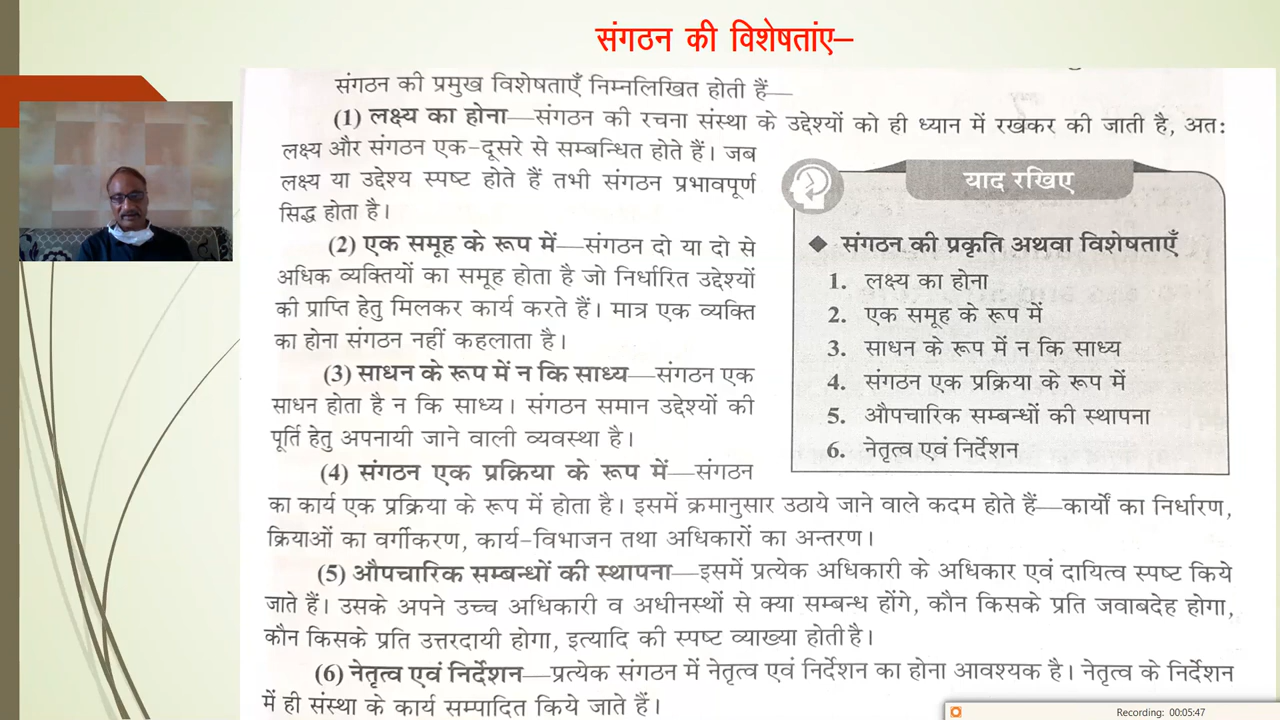 संगठन की विशेषतांए–
संगठन की प्रमुख विशेषताएँ निम्नलिखित होती हैं—
(1) लक्ष्य का होना—संगठन की रचना संस्था के उद्देश्यों को ही ध्यान में रखकर की जाती है, अत:
लक्ष्य और संगठन एक-दूसरे से सम्बन्धित होते हैं। जब
लक्ष्य या उद्देश्य स्पष्ट होते हैं तभी संगठन प्रभावपूर्ण
सिद्ध होता है।
(2) एक समूह के रूप में—संगठन दो या दो से
अधिक व्यक्तियों का समूह होता है जो निर्धारित उद्देश्यों
की प्राप्ति हेतु मिलकर कार्य करते हैं। मात्र एक व्यक्ति
का होना संगठन नहीं कहलाता है।
(3) साधन के रूप में न कि साध्य—संगठन एक
साधन होता है न कि साध्य। संगठन समान उद्देश्यों की
पूर्ति हेतु अपनायी जाने वाली व्यवस्था है।
(4) संगठन एक प्रक्रिया के रूप में—संगठन
का कार्य एक प्रक्रिया के रूप में होता है। इसमें क्रमानुसार उठाये जाने वाले कदम होते हैं—कार्यों का निर्धारण,
क्रियाओं का वर्गीकरण, कार्य-विभाजन तथा अधिकारों का अन्तरण।
(5) औपचारिक सम्बन्धों की स्थापना—इसमें प्रत्येक अधिकारी के अधिकार एवं दायित्व स्पष्ट किये
जाते हैं। उसके अपने उच्च अधिकारी व अधीनस्थों से क्या सम्बन्ध होंगे, कौन किसके प्रति जवाबदेह होगा,
कौन किसके प्रति उत्तरदायी होगा, इत्यादि की स्पष्ट व्याख्या होती है।
(6) नेतृत्व एवं निर्देशन—प्रत्येक संगठन में नेतृत्व एवं निर्देशन का होना आवश्यक है। नेतृत्व के निर्देशन
में ही संस्था के कार्य सम्पादित किये जाते हैं।
याद रखिए
◆ संगठन की प्रकृति अथवा विशेषताएँ
1. लक्ष्य का होना
2. एक समूह के रूप में
3. साधन के रूप में न कि साध्य
4. संगठन एक प्रक्रिया के रूप में
5. औपचारिक सम्बन्धों की स्थापना
6. नेतृत्व एवं निर्देशन
Recording: 00:05:47